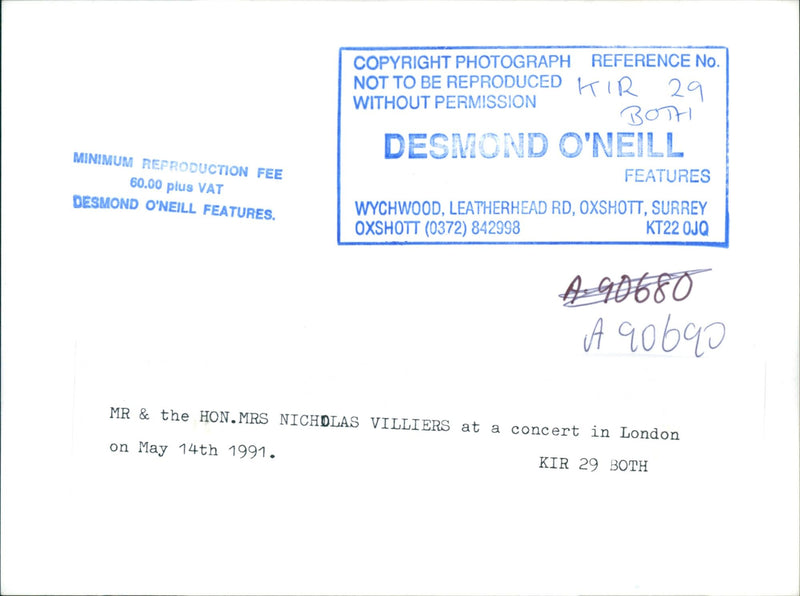 COPYRIGHT PHOTOGRAPH REFERENCE No.
NOT TO BE REPRODUCED KIR 29
WITHOUT PERMISSION BOTH
DESMOND O'NEILL
FEATURES
WYCHWOOD, LEATHERHEAD RD, OXSHOTT, SURREY
OXSHOTT (0372) 842998 KT22 0JQ
MINIMUM REPRODUCTION FEE
60.00 plus VAT
DESMOND O'NEILL FEATURES.
A-90680
A 90690
MR & the HON.MRS NICHOLAS VILLIERS at a concert in London
on May 14th 1991.
KIR 29 BOTH